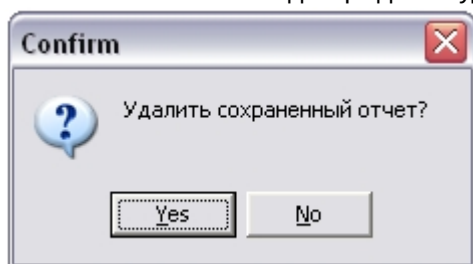 Confirm
Удалить сохраненный отчет?
Yes
No